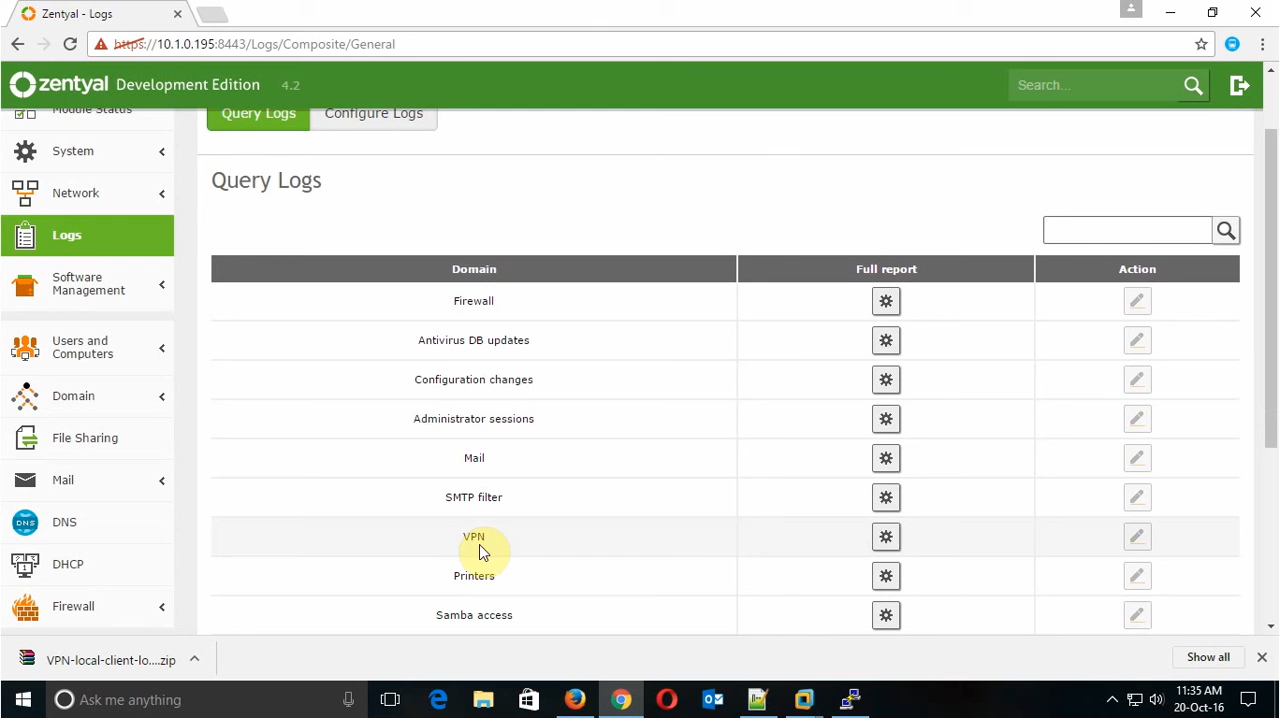 Zentyal - Logs
https://10.1.0.195:8443/Logs/Composite/General
zentyal Development Edition 4.2
Search...
Module Status
Query Logs
Configure Logs
System
Network
Logs
Software
Management
Users and
Computers
Domain
File Sharing
Mail
DNS
DNS
DHCP
Firewall
Query Logs
Domain Full report Action
Firewall
Antivirus DB updates
Configuration changes
Administrator sessions
Mail
SMTP filter
VPN
Printers
Samba access
VPN-local-client-lo....zip
Show all
Ask me anything
11:35 AM
20-Oct-16